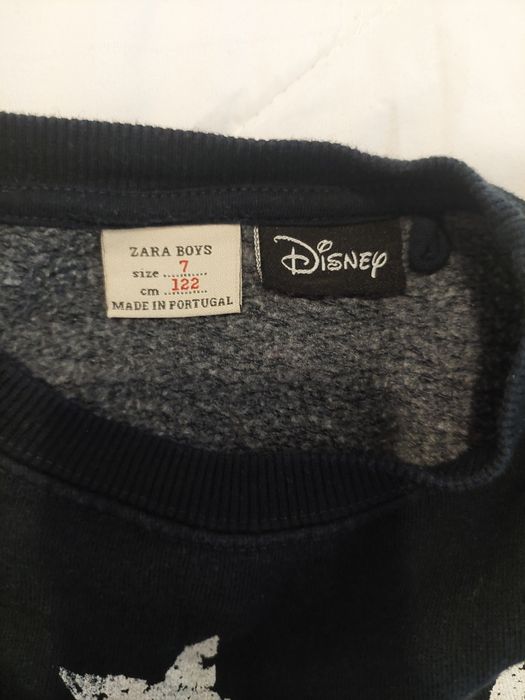 ZARA BOYS
size 7
cm 122
MADE IN PORTUGAL
Disney